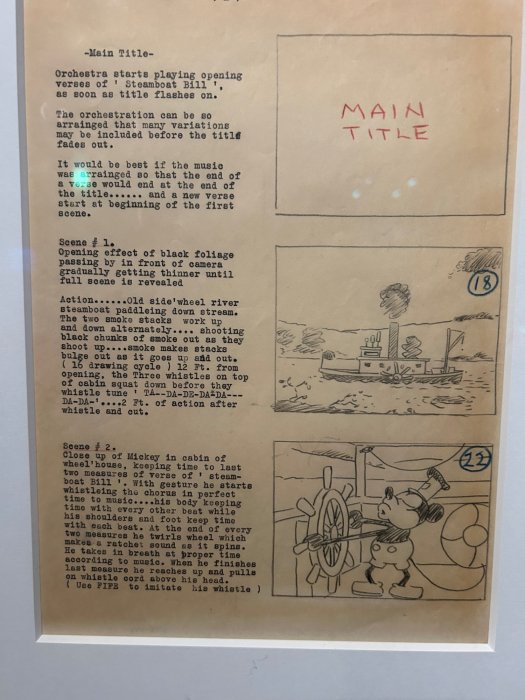 -Main Title-
Orchestra starts playing opening
verses of ' Steamboat Bill ',
as soon as title flashes on.
The orchestration can be so
arrainged that many variations
may be included before the title
fades out.
It would be best if the music
was arrainged so that the end of
a verse would end at the end of
the title...... and a new verse
start at beginning of the first
scene.
MAIN
TITLE
Scene # 1.
Opening effect of black foliage
passing by in front of camera
gradually getting thinner until
full scene is revealed
Action......Old side'wheel river
steamboat paddleing down stream.
The two smoke stacks work up
and down alternately.... shooting
black chunks of smoke out as they
shoot up....smoke makes stacks
bulge out as it goes up and out.
( 16 drawing cycle ) 12 Ft. from
opening, the Three whistles on top
of cabin squat down before they
whistle tune ' TA--DA-DE-DA DA---
DA-DA-'....2 Ft. of action after
whistle and cut.
18
Scene # 2.
Close up of Mickey in cabin of
wheel'house, keeping time to last
two measures of verse of ' steam-
boat Bill '. With gesture he starts
whistleing the chorus in perfect
time to music....his body keeping
time with every other beat while
his shoulders and foot keep time
with each beat. At the end of every
two measures he twirls wheel which
makes a ratchet sound as it spins.
He takes in breath at proper time
according to music. When he finishes
last measure he reaches up and pulls
on whistle cord above his head.
( Use FIFE to imitate his whistle )
22